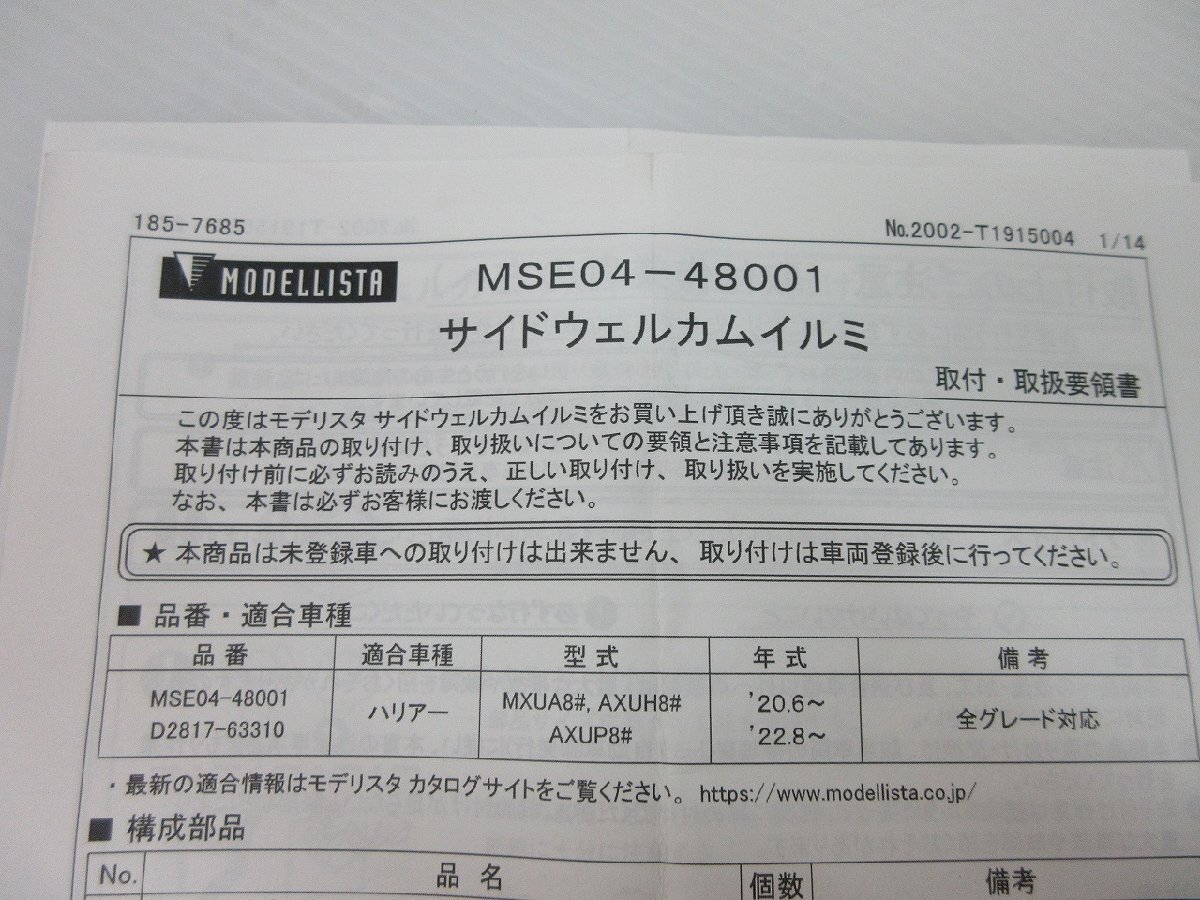 185-7685
No.2002-T1915004 1/14
MODELLISTA
MSE04-48001
サイドウェルカムイルミ
取付・取扱要領書
この度はモデリスタ サイドウェルカムイルミをお買い上げ頂き誠にありがとうございます。
本書は本商品の取り付け、取り扱いについての要領と注意事項を記載してあります。
取り付け前に必ずお読みのうえ、正しい取り付け、取り扱いを実施してください。
なお、本書は必ずお客様にお渡しください。
★ 本商品は未登録車への取り付けは出来ません、取り付けは車両登録後に行ってください。
■ 品番・適合車種
品番 適合車種 型式 年式 備考
MSE04-48001
D2817-63310
ハリアー
MXUA8#, AXUH8#
AXUP8#
'20.6～
'22.8～
全グレード対応
・最新の適合情報はモデリスタ カタログサイトをご覧ください。 https://www.modellista.co.jp/
■ 構成部品
No. 品名 個数 備考